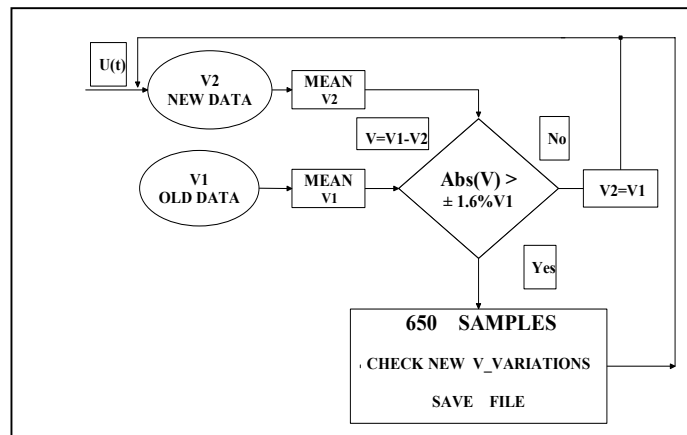 U(t)
V2
NEW DATA
MEAN
V2
V=V1-V2
No
V1
OLD DATA
MEAN
V1
Abs(V) >
± 1.6%V1
V2=V1
Yes
650 SAMPLES
CHECK NEW V_VARIATIONS
SAVE FILE